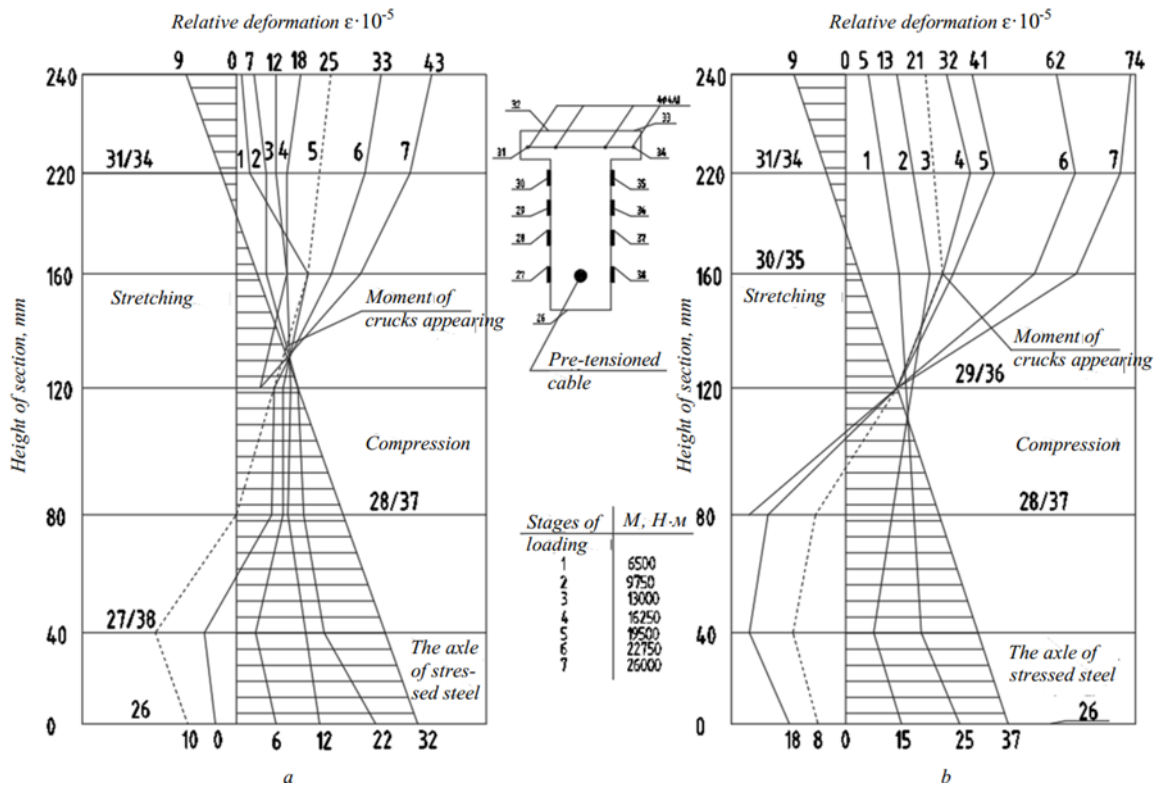 Relative deformation ε·10⁻⁵
9 0 7 12 18 25 33 43
240
31/34
1 2 3 4 5 6 7
220
160
Stretching
Moment of
crucks appearing
120
Compression
28/37
80
27/38
40
The axle
of stres-
sed steel
26
0
10 0 6 12 22 32
Height of section, mm
a
32
33
31 34
30 35
29 36
28 37
27 38
26
Pre-tensioned
cable
Stages of loading M, Н·м
1 6500
2 9750
3 13000
4 16250
5 19500
6 22750
7 26000
Relative deformation ε·10⁻⁵
9 0 5 13 21 32 41 62 74
240
31/34
1 2 3 4 5 6 7
220
30/35
160
Stretching
Moment of
crucks appearing
29/36
120
Compression
28/37
80
40
The axle of
stressed steel
26
0
18 8 0 15 25 37
Height of section, mm
b